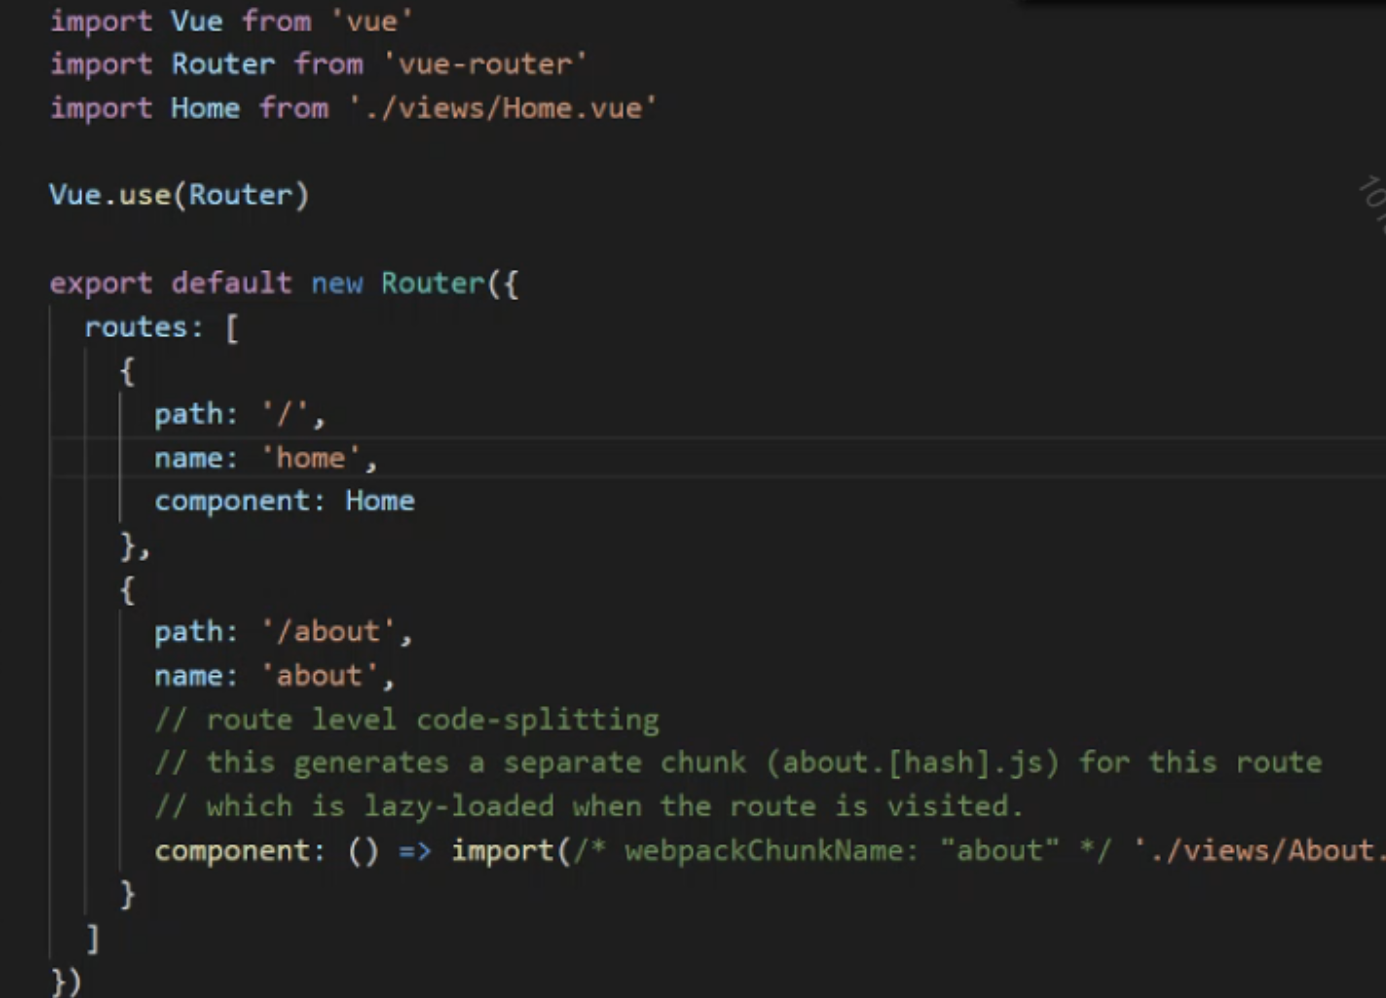 import Vue from 'vue'
import Router from 'vue-router'
import Home from './views/Home.vue'
Vue.use(Router)
export default new Router({
routes: [
{
path: '/',
name: 'home',
component: Home
},
{
path: '/about',
name: 'about',
// route level code-splitting
// this generates a separate chunk (about.[hash].js) for this route
// which is lazy-loaded when the route is visited.
component: () => import(/* webpackChunkName: "about" */ './views/About.
}
]
})